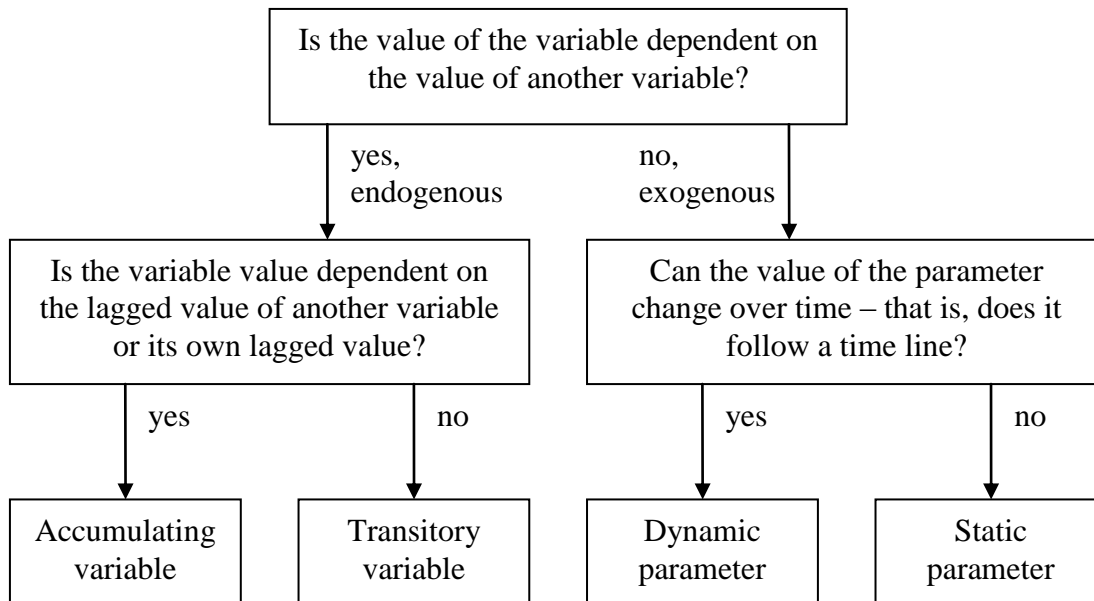 Is the value of the variable dependent on
the value of another variable?
yes,
endogenous
no,
exogenous
Is the variable value dependent on
the lagged value of another variable
or its own lagged value?
Can the value of the parameter
change over time – that is, does it
follow a time line?
yes
no
yes
no
Accumulating
variable
Transitory
variable
Dynamic
parameter
Static
parameter